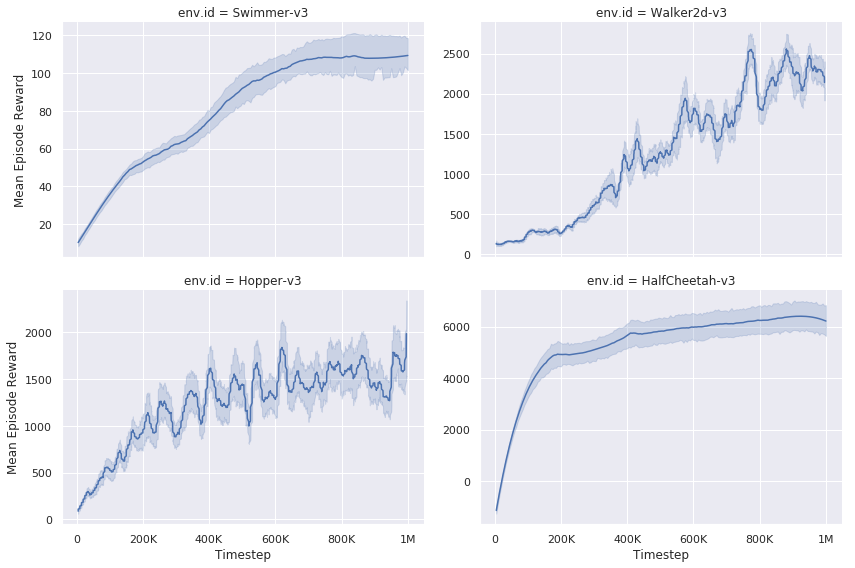 env.id = Swimmer-v3
120
100
80
60
40
20
Mean Episode Reward
env.id = Walker2d-v3
2500
2000
1500
1000
500
0
env.id = Hopper-v3
2000
1500
1000
500
0
Mean Episode Reward
0 200K 400K 600K 800K 1M
Timestep
env.id = HalfCheetah-v3
6000
4000
2000
0
0 200K 400K 600K 800K 1M
Timestep